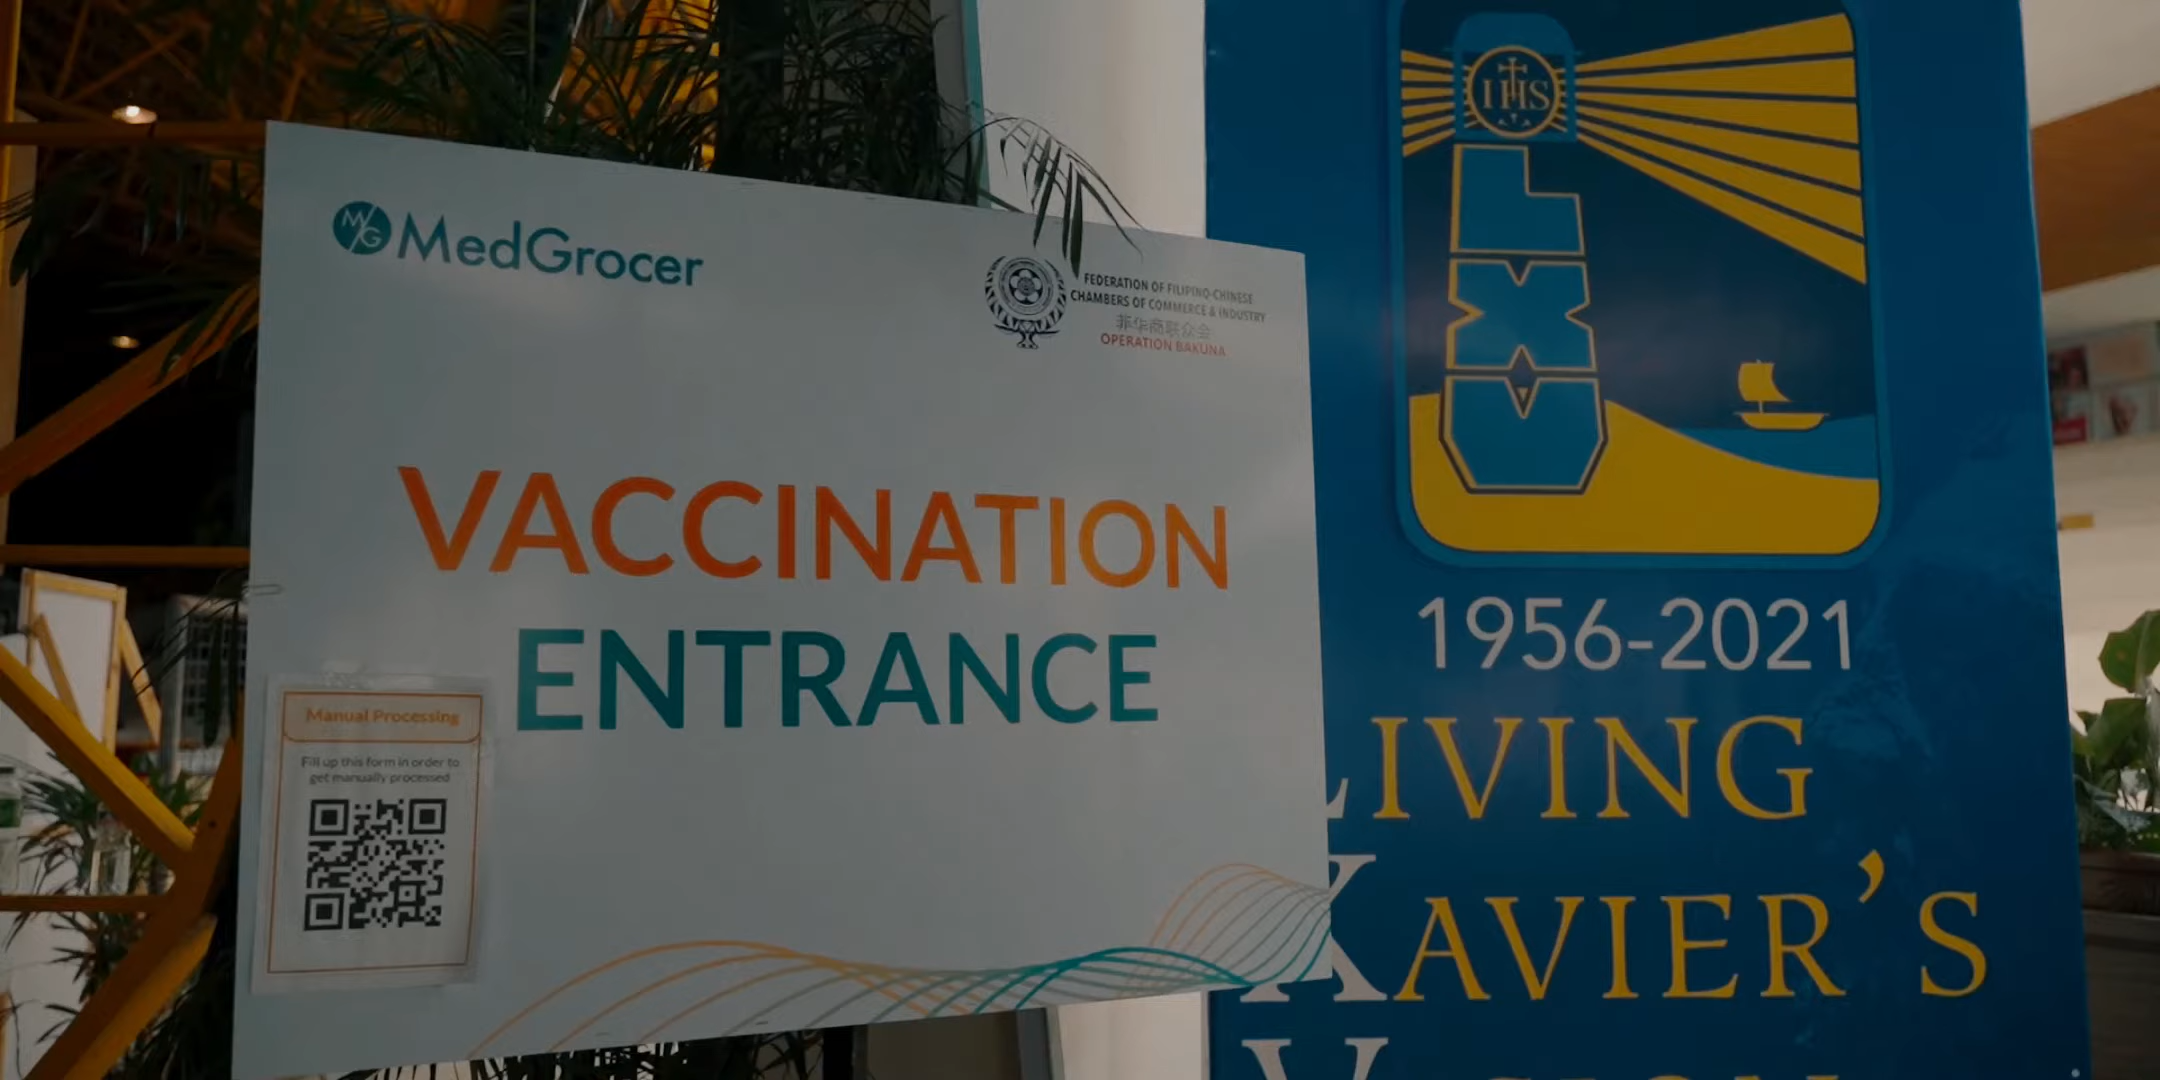 M/G MedGrocer
FEDERATION OF FILIPINO-CHINESE
CHAMBERS OF COMMERCE & INDUSTRY
菲华商联总会
OPERATION BAKUNA
VACCINATION
ENTRANCE
Manual Processing
Fill up this form in order to
get manually processed
IHS
L
X
V
1956-2021
LIVING
XAVIER'S